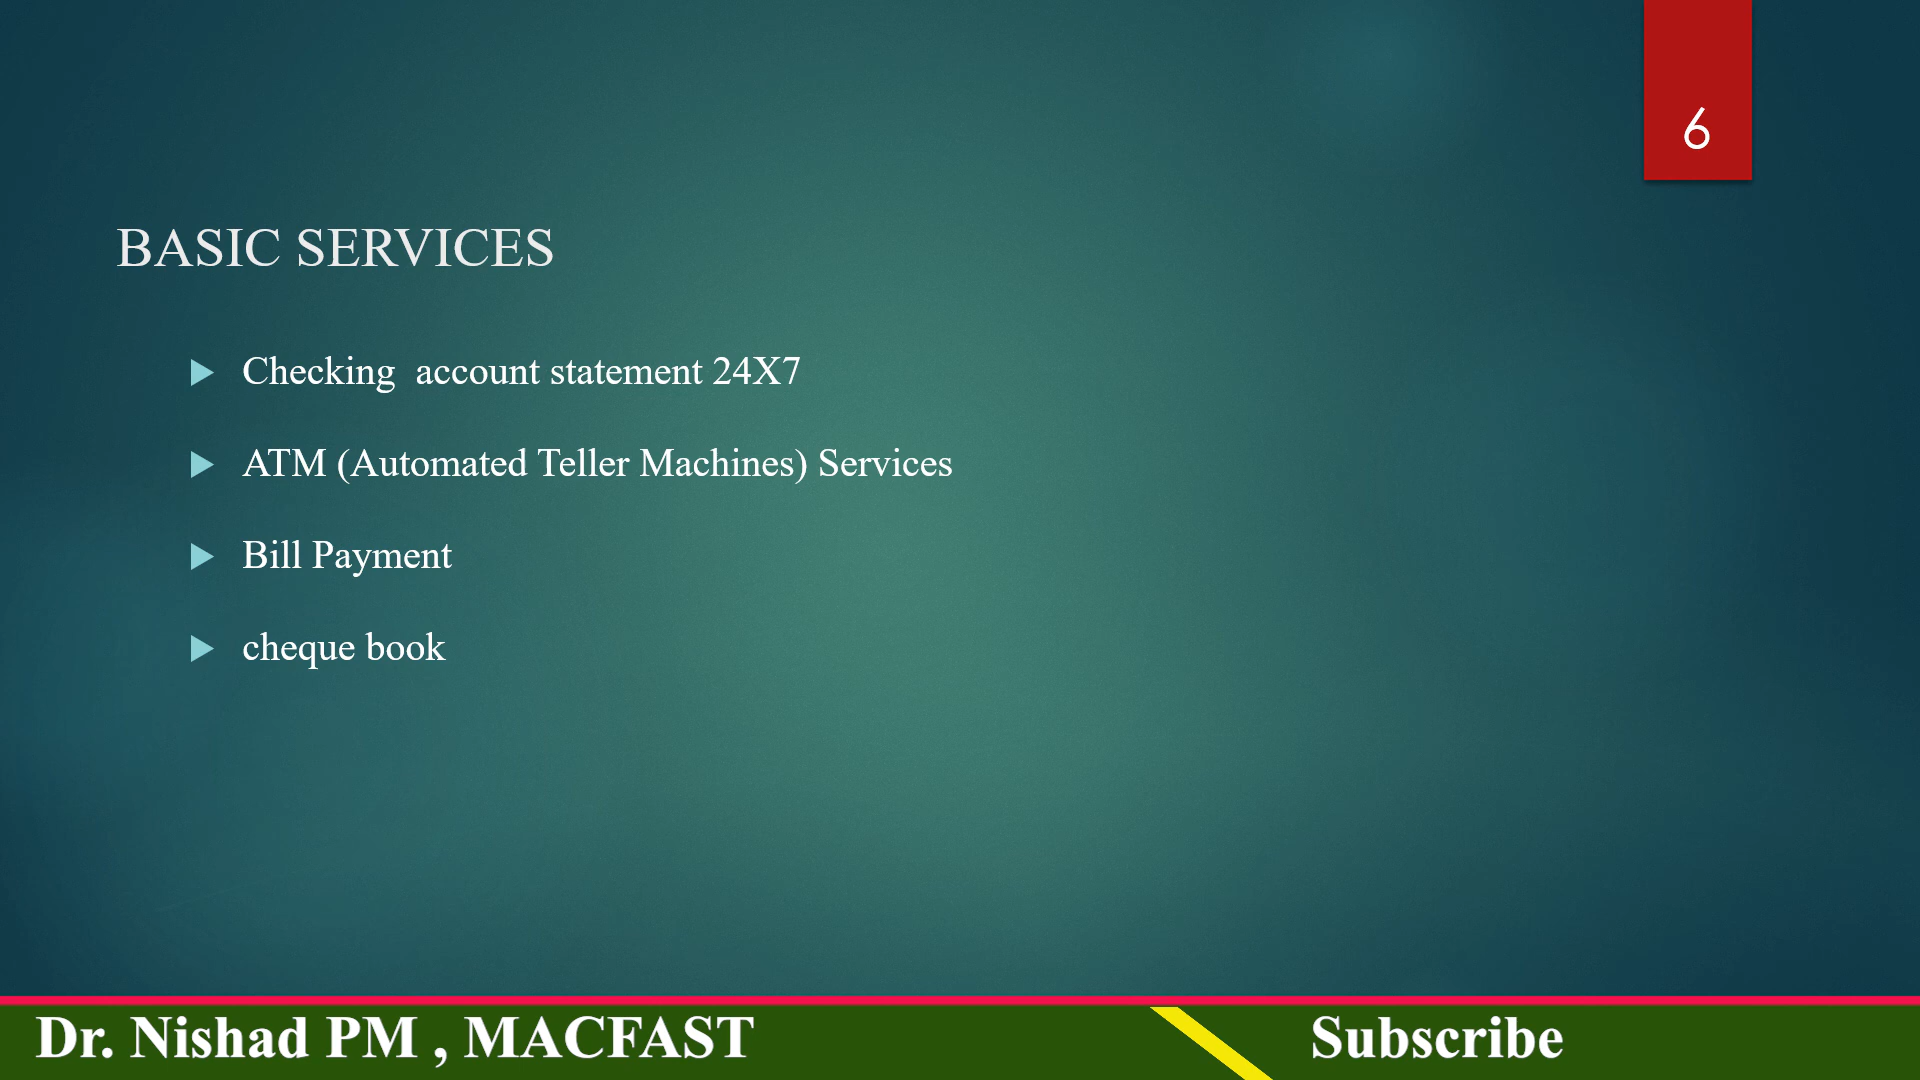 6
BASIC SERVICES
Checking  account statement 24X7
ATM (Automated Teller Machines) Services
Bill Payment
cheque book
Dr. Nishad PM , MACFAST
Subscribe